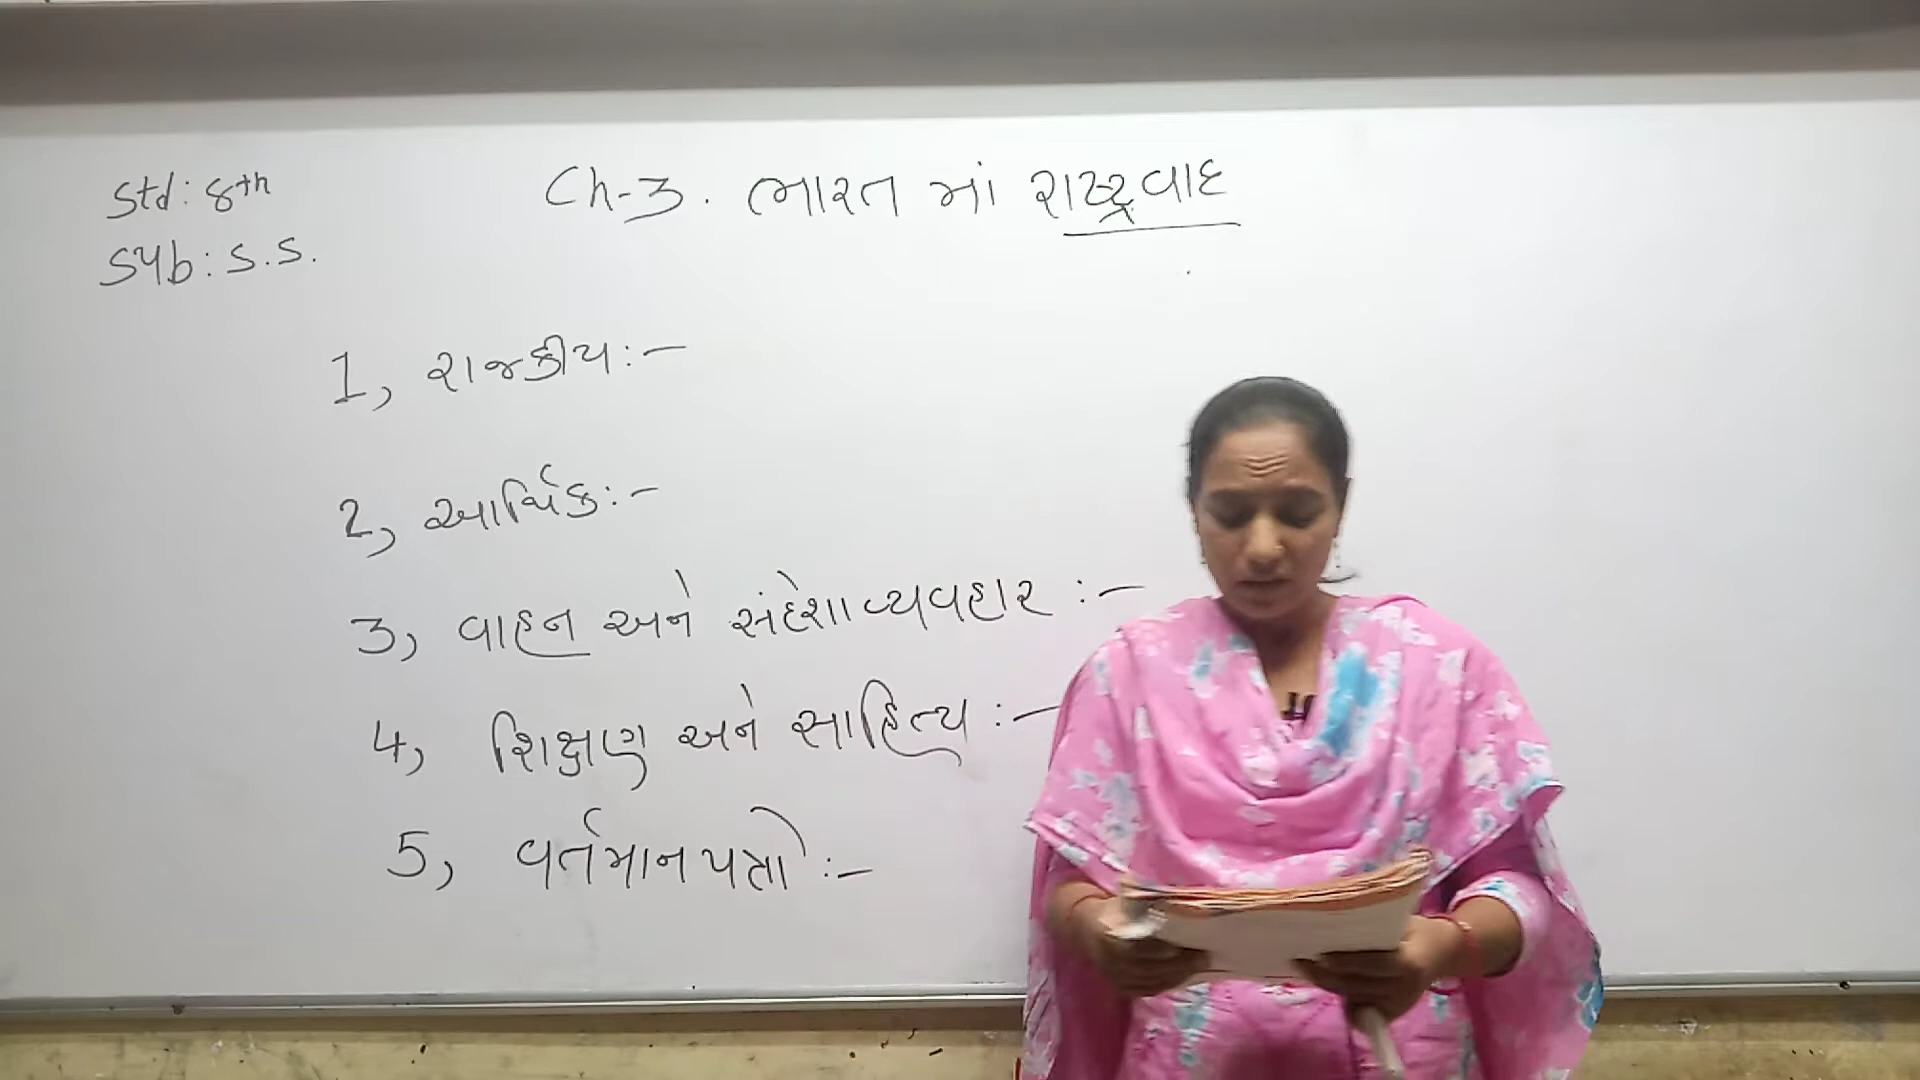 Std: 8th
Sub: S.S.
Ch-3. ભારત માં રાષ્ટ્રવાદ
1, રાજકીય :-
2, આર્થિક :-
3, વાહન અને સંદેશાવ્યવહાર :-
4, શિક્ષણ અને સાહિત્ય :-
5, વર્તમાનપત્રો :-